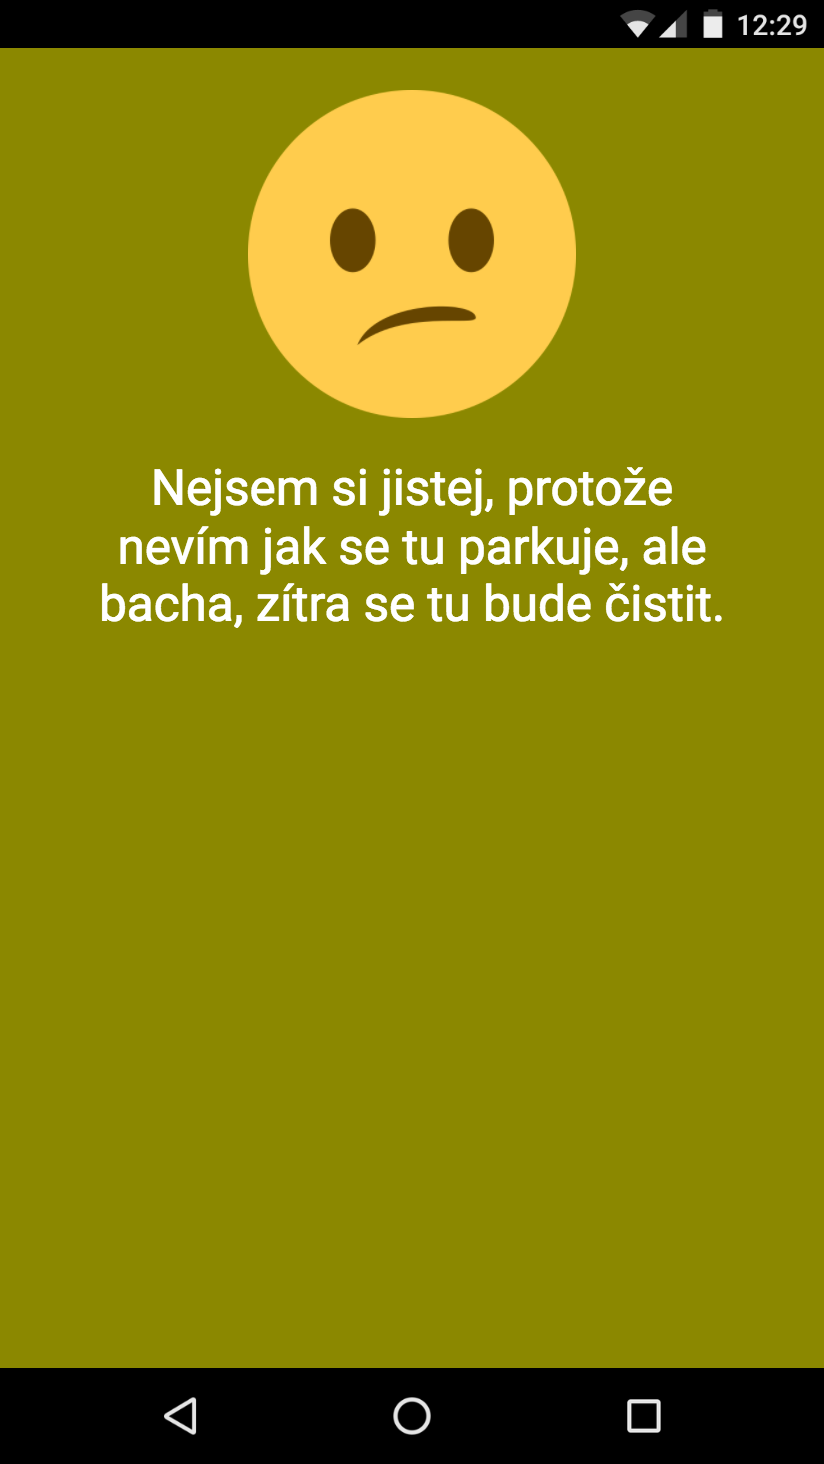 12:29
Nejsem si jistej, protože
nevím jak se tu parkuje, ale
bacha, zítra se tu bude čistit.